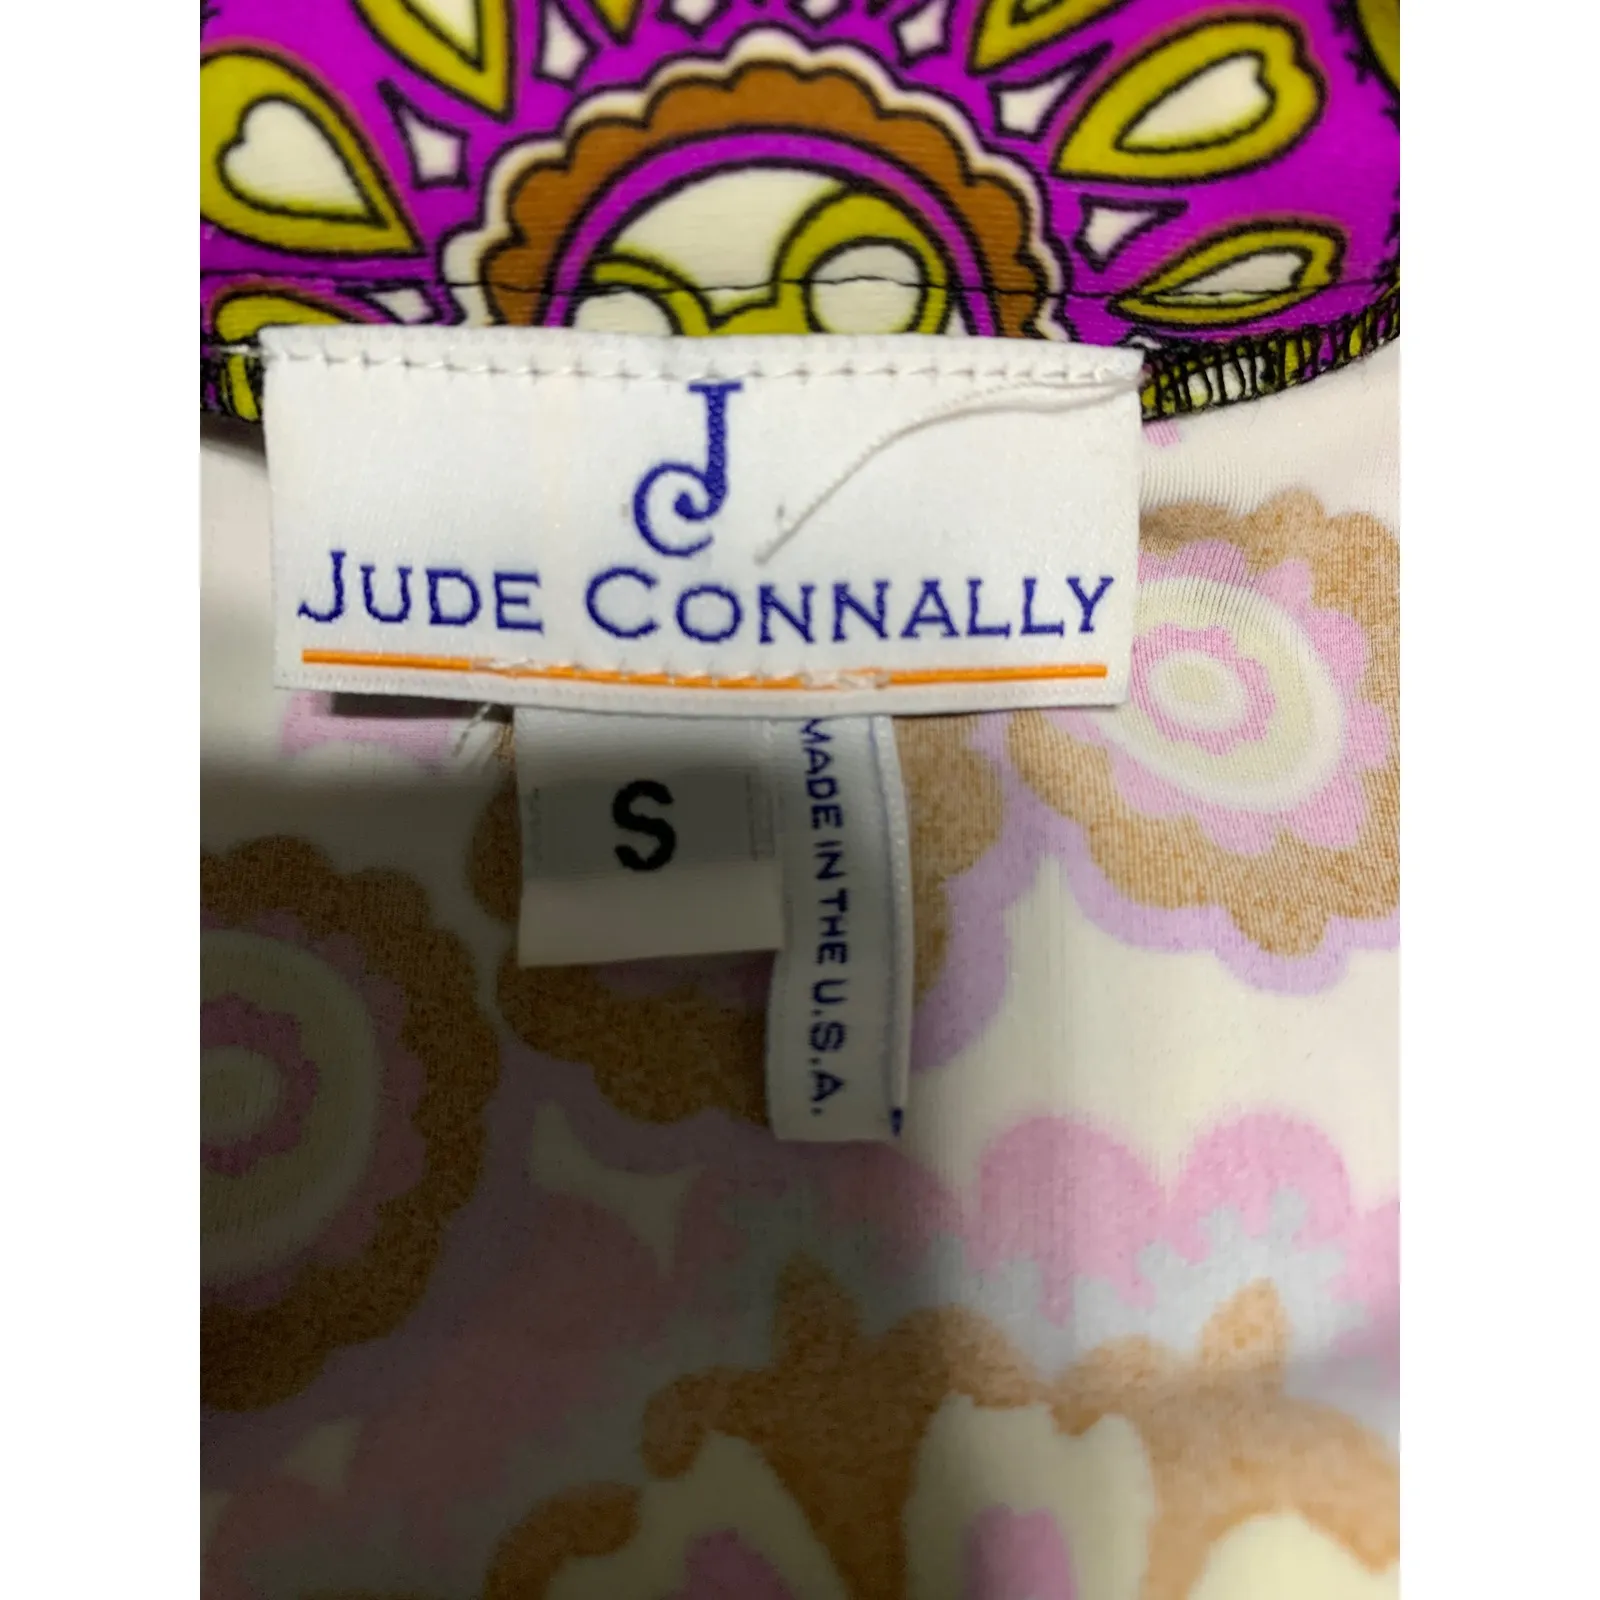 J
JUDE CONNALLY
S
MADE IN THE U.S.A.